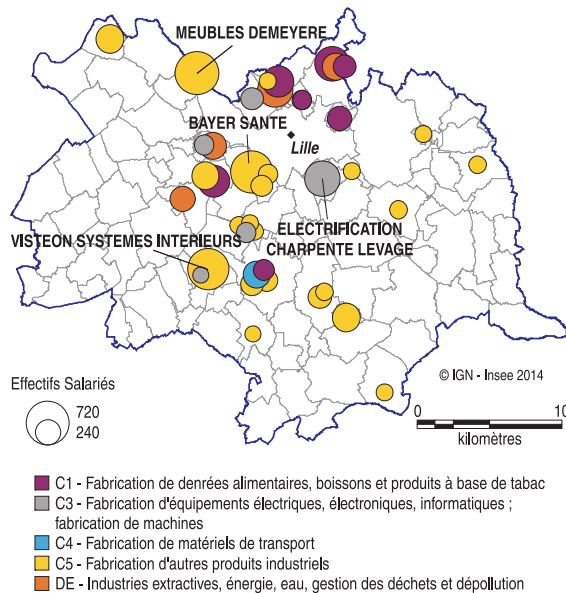 MEUBLES DEMEYERE
BAYER SANTE
Lille
ELECTRIFICATION
CHARPENTE LEVAGE
VISTEON SYSTEMES INTERIEURS
Effectifs Salariés
720
240
© IGN - Insee 2014
0 10
kilomètres
C1 - Fabrication de denrées alimentaires, boissons et produits à base de tabac
C3 - Fabrication d'équipements électriques, électroniques, informatiques ;
fabrication de machines
C4 - Fabrication de matériels de transport
C5 - Fabrication d'autres produits industriels
DE - Industries extractives, énergie, eau, gestion des déchets et dépollution